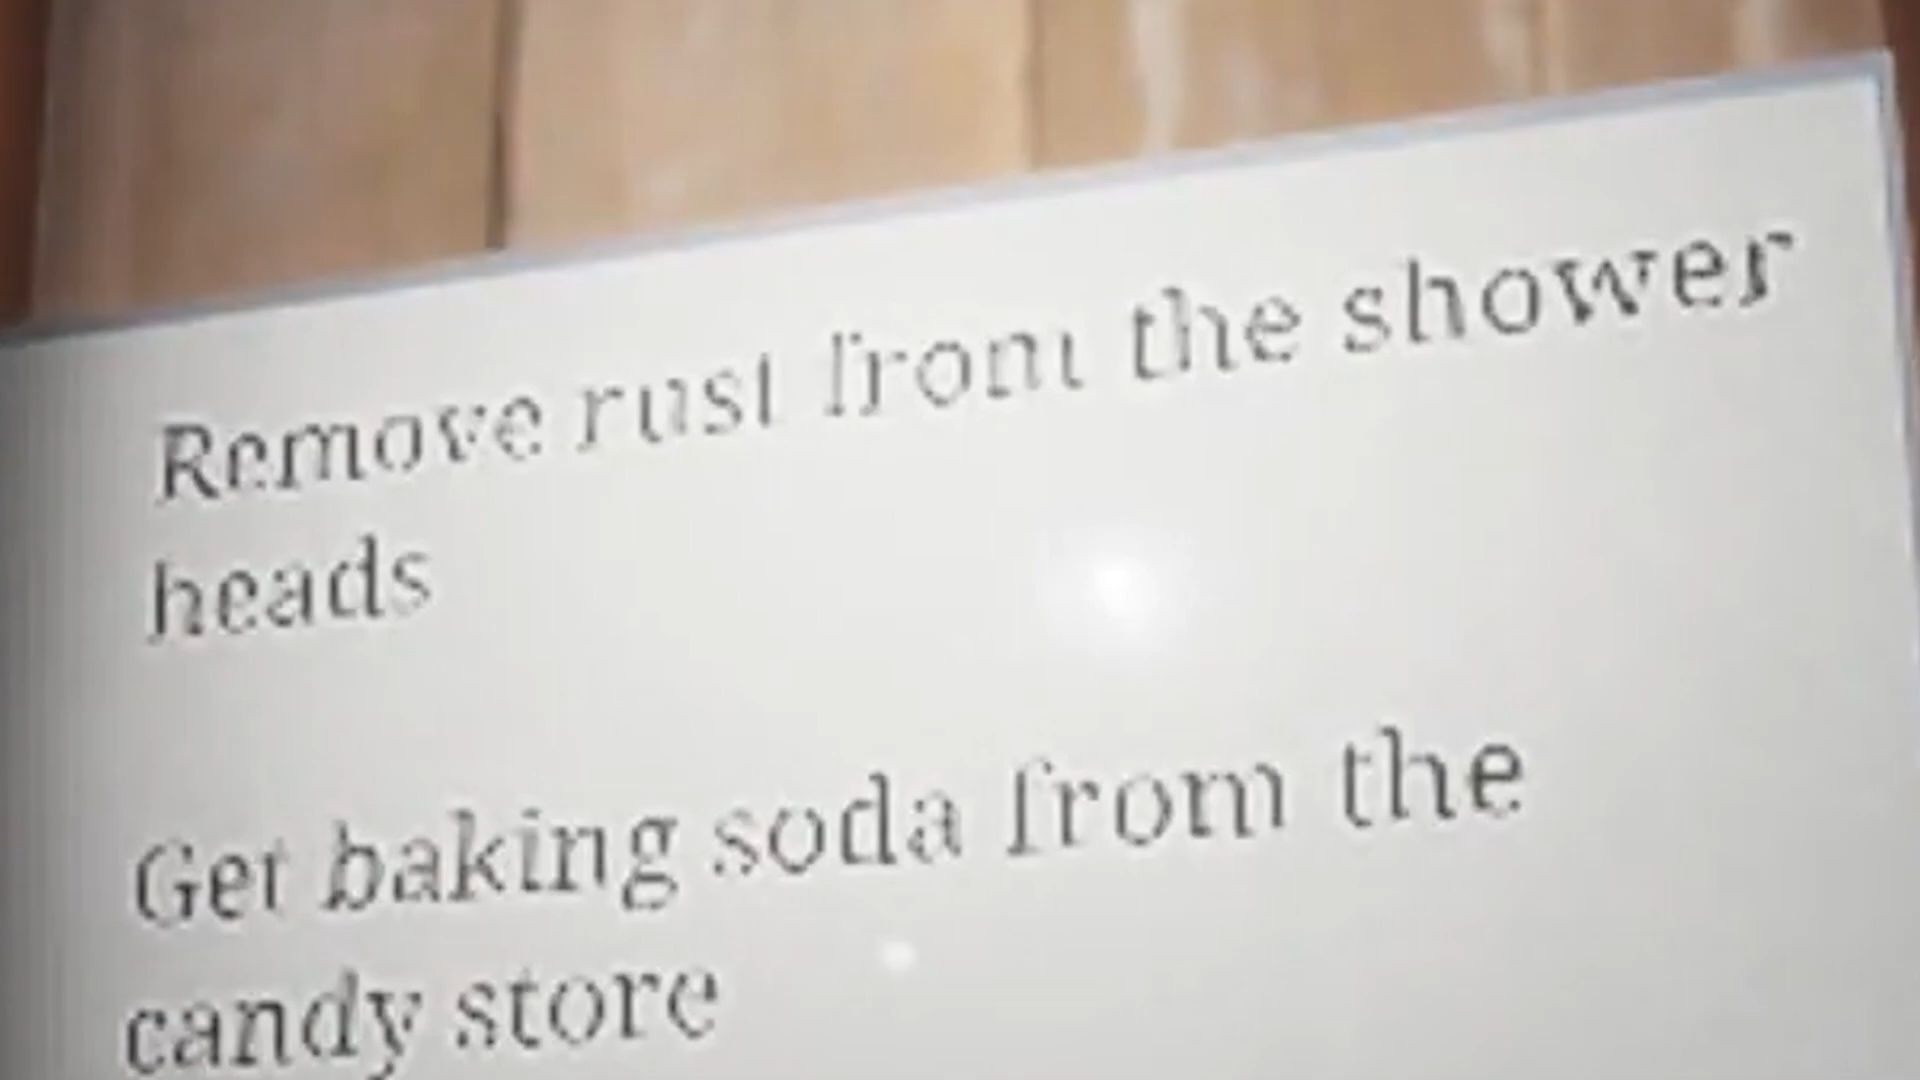 Remove rust from the shower
heads
Get baking soda from the
candy store